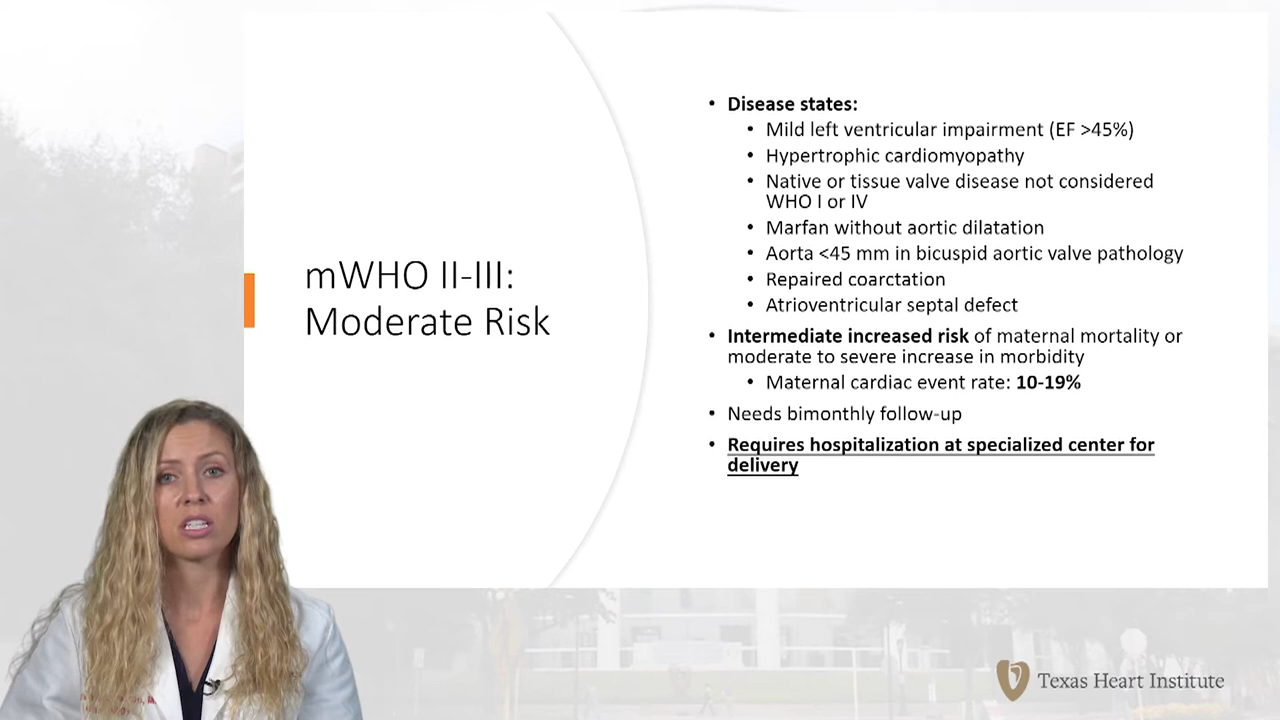 mWHO II-III:
Moderate Risk
• Disease states:
• Mild left ventricular impairment (EF >45%)
• Hypertrophic cardiomyopathy
• Native or tissue valve disease not considered
WHO I or IV
• Marfan without aortic dilatation
• Aorta <45 mm in bicuspid aortic valve pathology
• Repaired coarctation
• Atrioventricular septal defect
• Intermediate increased risk of maternal mortality or
moderate to severe increase in morbidity
• Maternal cardiac event rate: 10-19%
• Needs bimonthly follow-up
• Requires hospitalization at specialized center for
delivery
Texas Heart Institute